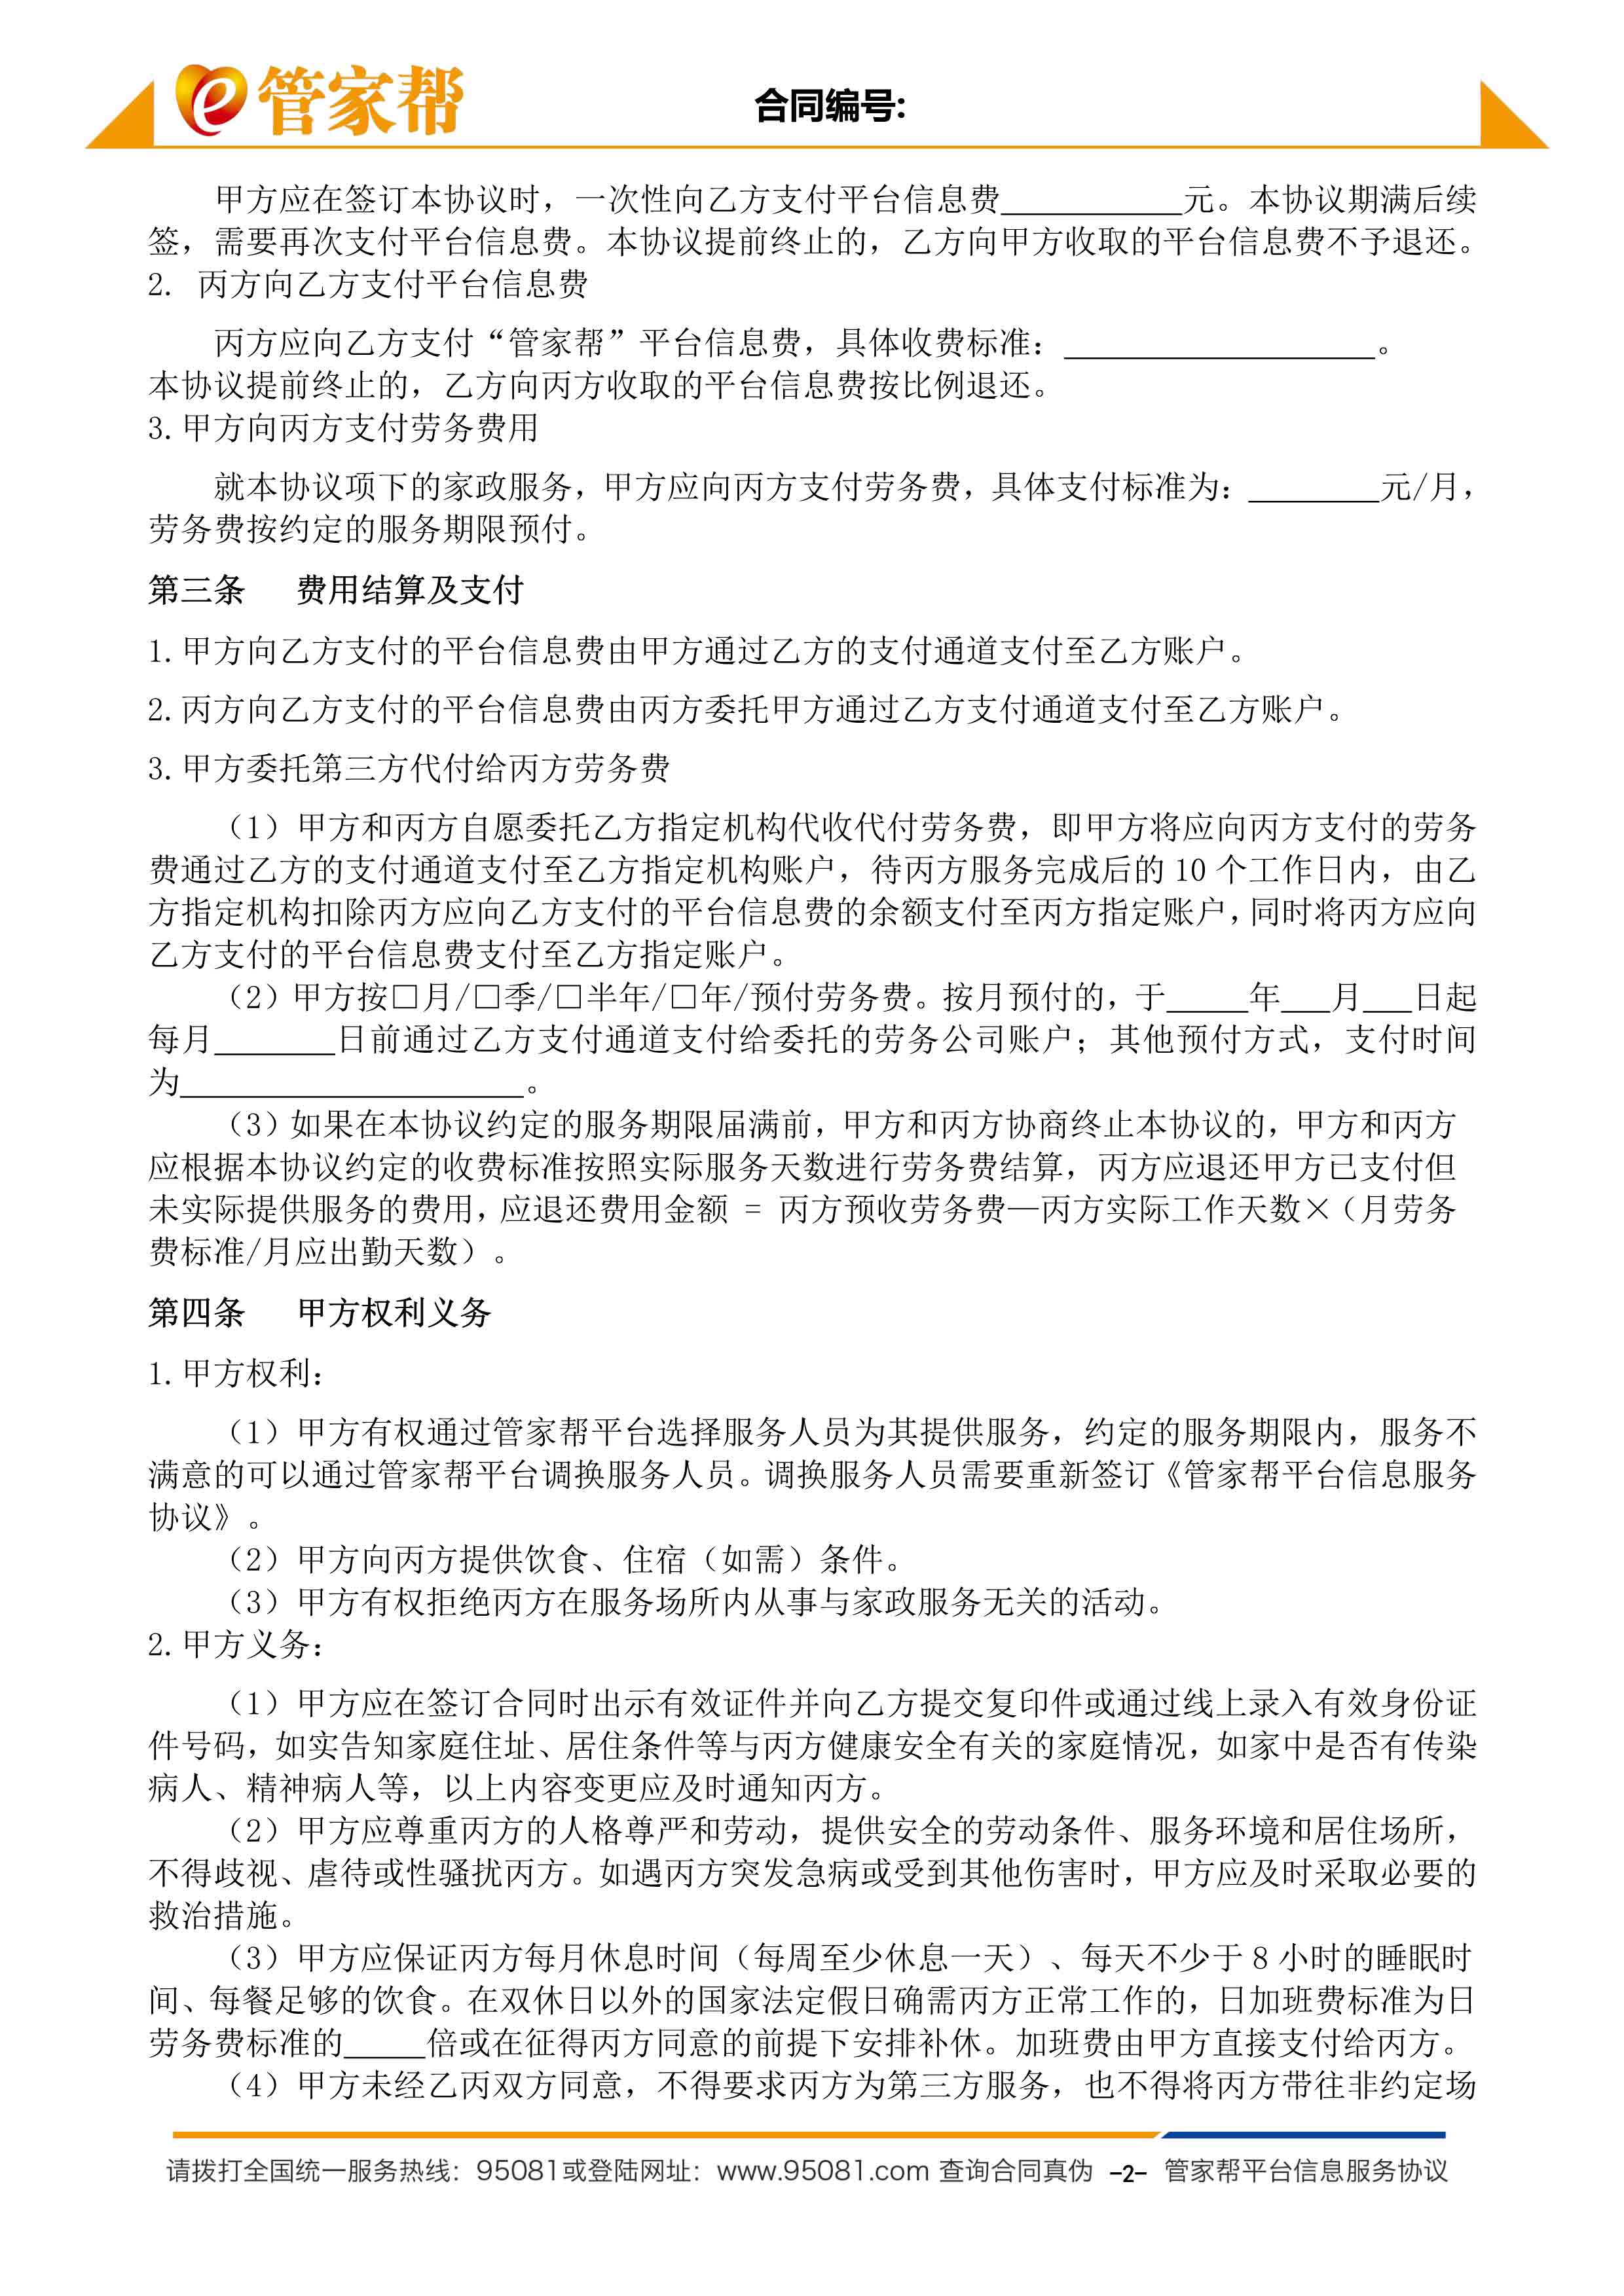 e管家帮
合同编号:
甲方应在签订本协议时，一次性向乙方支付平台信息费___________元。本协议期满后续
签，需要再次支付平台信息费。本协议提前终止的，乙方向甲方收取的平台信息费不予退还。
2. 丙方向乙方支付平台信息费
丙方应向乙方支付“管家帮”平台信息费，具体收费标准：___________________。
本协议提前终止的，乙方向丙方收取的平台信息费按比例退还。
3.甲方向丙方支付劳务费用
就本协议项下的家政服务，甲方应向丙方支付劳务费，具体支付标准为：________元/月，
劳务费按约定的服务期限预付。
第三条 费用结算及支付
1.甲方向乙方支付的平台信息费由甲方通过乙方的支付通道支付至乙方账户。
2.丙方向乙方支付的平台信息费由丙方委托甲方通过乙方支付通道支付至乙方账户。
3.甲方委托第三方代付给丙方劳务费
（1）甲方和丙方自愿委托乙方指定机构代收代付劳务费，即甲方将应向丙方支付的劳务
费通过乙方的支付通道支付至乙方指定机构账户，待丙方服务完成后的 10 个工作日内，由乙
方指定机构扣除丙方应向乙方支付的平台信息费的余额支付至丙方指定账户，同时将丙方应向
乙方支付的平台信息费支付至乙方指定账户。
（2）甲方按□月/□季/□半年/□年/预付劳务费。按月预付的，于_____年___月___日起
每月_______日前通过乙方支付通道支付给委托的劳务公司账户；其他预付方式，支付时间
为_____________________。
（3）如果在本协议约定的服务期限届满前，甲方和丙方协商终止本协议的，甲方和丙方
应根据本协议约定的收费标准按照实际服务天数进行劳务费结算，丙方应退还甲方已支付但
未实际提供服务的费用，应退还费用金额 = 丙方预收劳务费—丙方实际工作天数×（月劳务
费标准/月应出勤天数）。
第四条 甲方权利义务
1.甲方权利：
（1）甲方有权通过管家帮平台选择服务人员为其提供服务，约定的服务期限内，服务不
满意的可以通过管家帮平台调换服务人员。调换服务人员需要重新签订《管家帮平台信息服务
协议》。
（2）甲方向丙方提供饮食、住宿（如需）条件。
（3）甲方有权拒绝丙方在服务场所内从事与家政服务无关的活动。
2.甲方义务：
（1）甲方应在签订合同时出示有效证件并向乙方提交复印件或通过线上录入有效身份证
件号码，如实告知家庭住址、居住条件等与丙方健康安全有关的家庭情况，如家中是否有传染
病人、精神病人等，以上内容变更应及时通知丙方。
（2）甲方应尊重丙方的人格尊严和劳动，提供安全的劳动条件、服务环境和居住场所，
不得歧视、虐待或性骚扰丙方。如遇丙方突发急病或受到其他伤害时，甲方应及时采取必要的
救治措施。
（3）甲方应保证丙方每月休息时间（每周至少休息一天）、每天不少于 8 小时的睡眠时
间、每餐足够的饮食。在双休日以外的国家法定假日确需丙方正常工作的，日加班费标准为日
劳务费标准的_____倍或在征得丙方同意的前提下安排补休。加班费由甲方直接支付给丙方。
（4）甲方未经乙丙双方同意，不得要求丙方为第三方服务，也不得将丙方带往非约定场
请拨打全国统一服务热线：95081或登陆网址：www.95081.com 查询合同真伪 -2- 管家帮平台信息服务协议